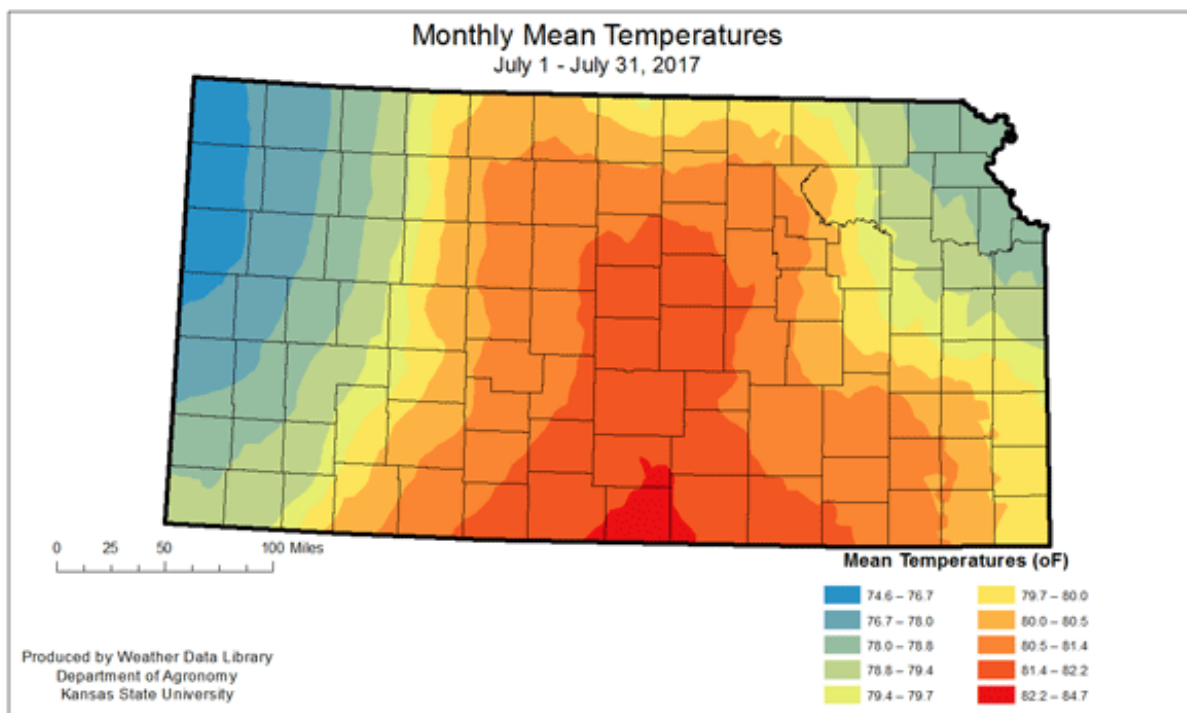 Monthly Mean Temperatures
July 1 - July 31, 2017
0 25 50 100 Miles
Mean Temperatures (oF)
74.6 – 76.7
76.7 – 78.0
78.0 – 78.8
78.8 – 79.4
79.4 – 79.7
79.7 – 80.0
80.0 – 80.5
80.5 – 81.4
81.4 – 82.2
82.2 – 84.7
Produced by Weather Data Library
Department of Agronomy
Kansas State University